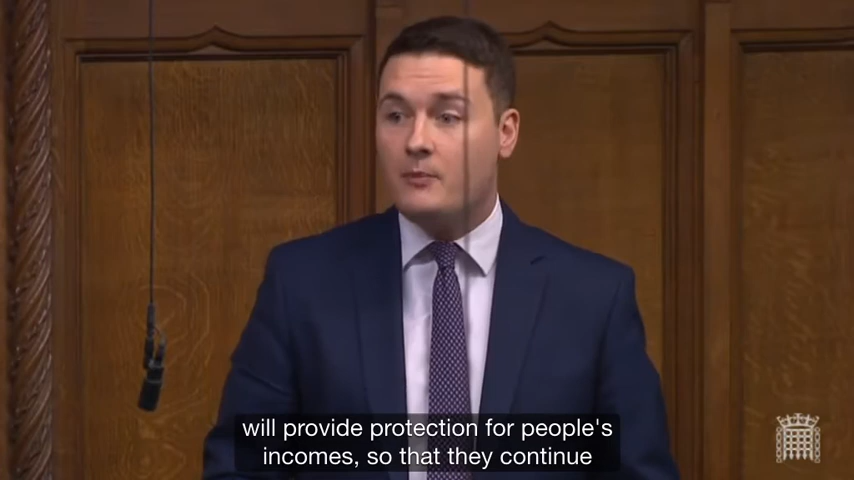 will provide protection for people's
incomes, so that they continue